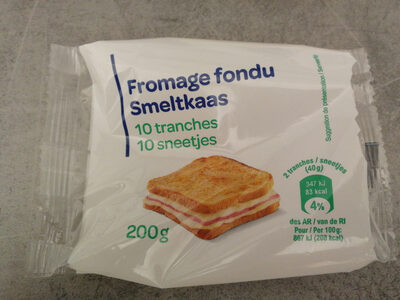 Fromage fondu
Smeltkaas
10 tranches
10 sneetjes
200g
Suggestion de présentation / Serveertip
2 tranches / sneetjes
(40g)
347 kJ
83 kcal
4%
des AR / van de RI
Pour / Per 100g:
867 kJ (208 kcal)